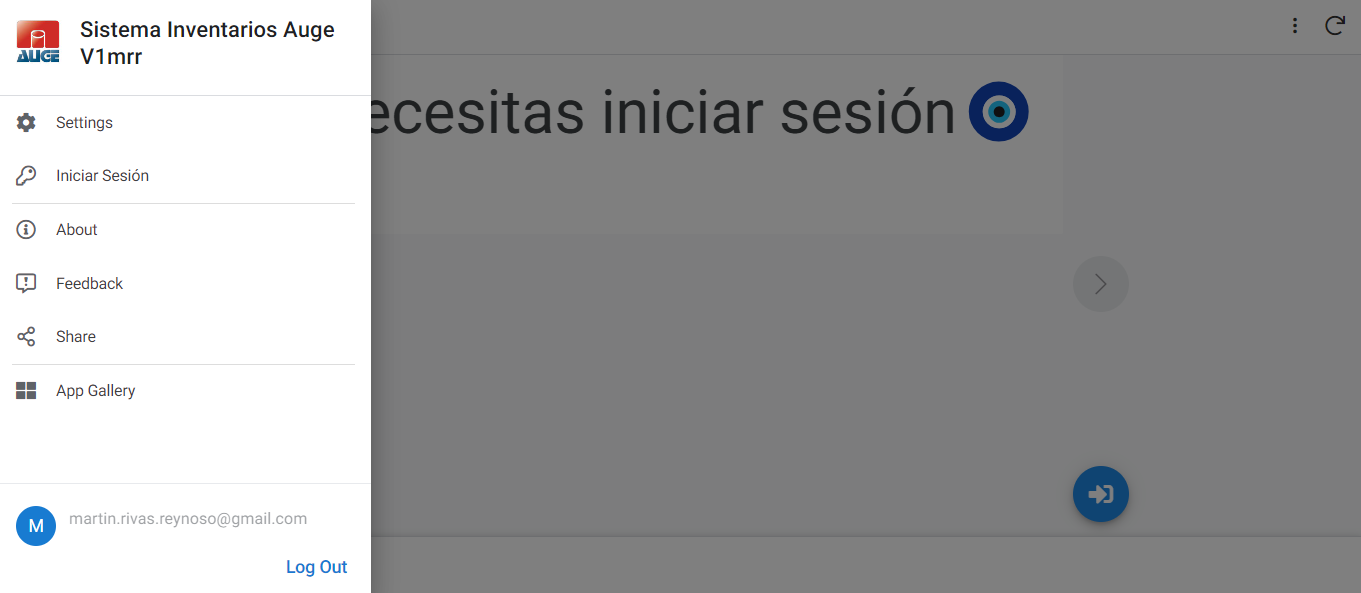 Sistema Inventarios Auge
V1mrr
AUGE
ecesitas iniciar sesión
Settings
Iniciar Sesión
About
Feedback
Share
App Gallery
M
martin.rivas.reynoso@gmail.com
Log Out